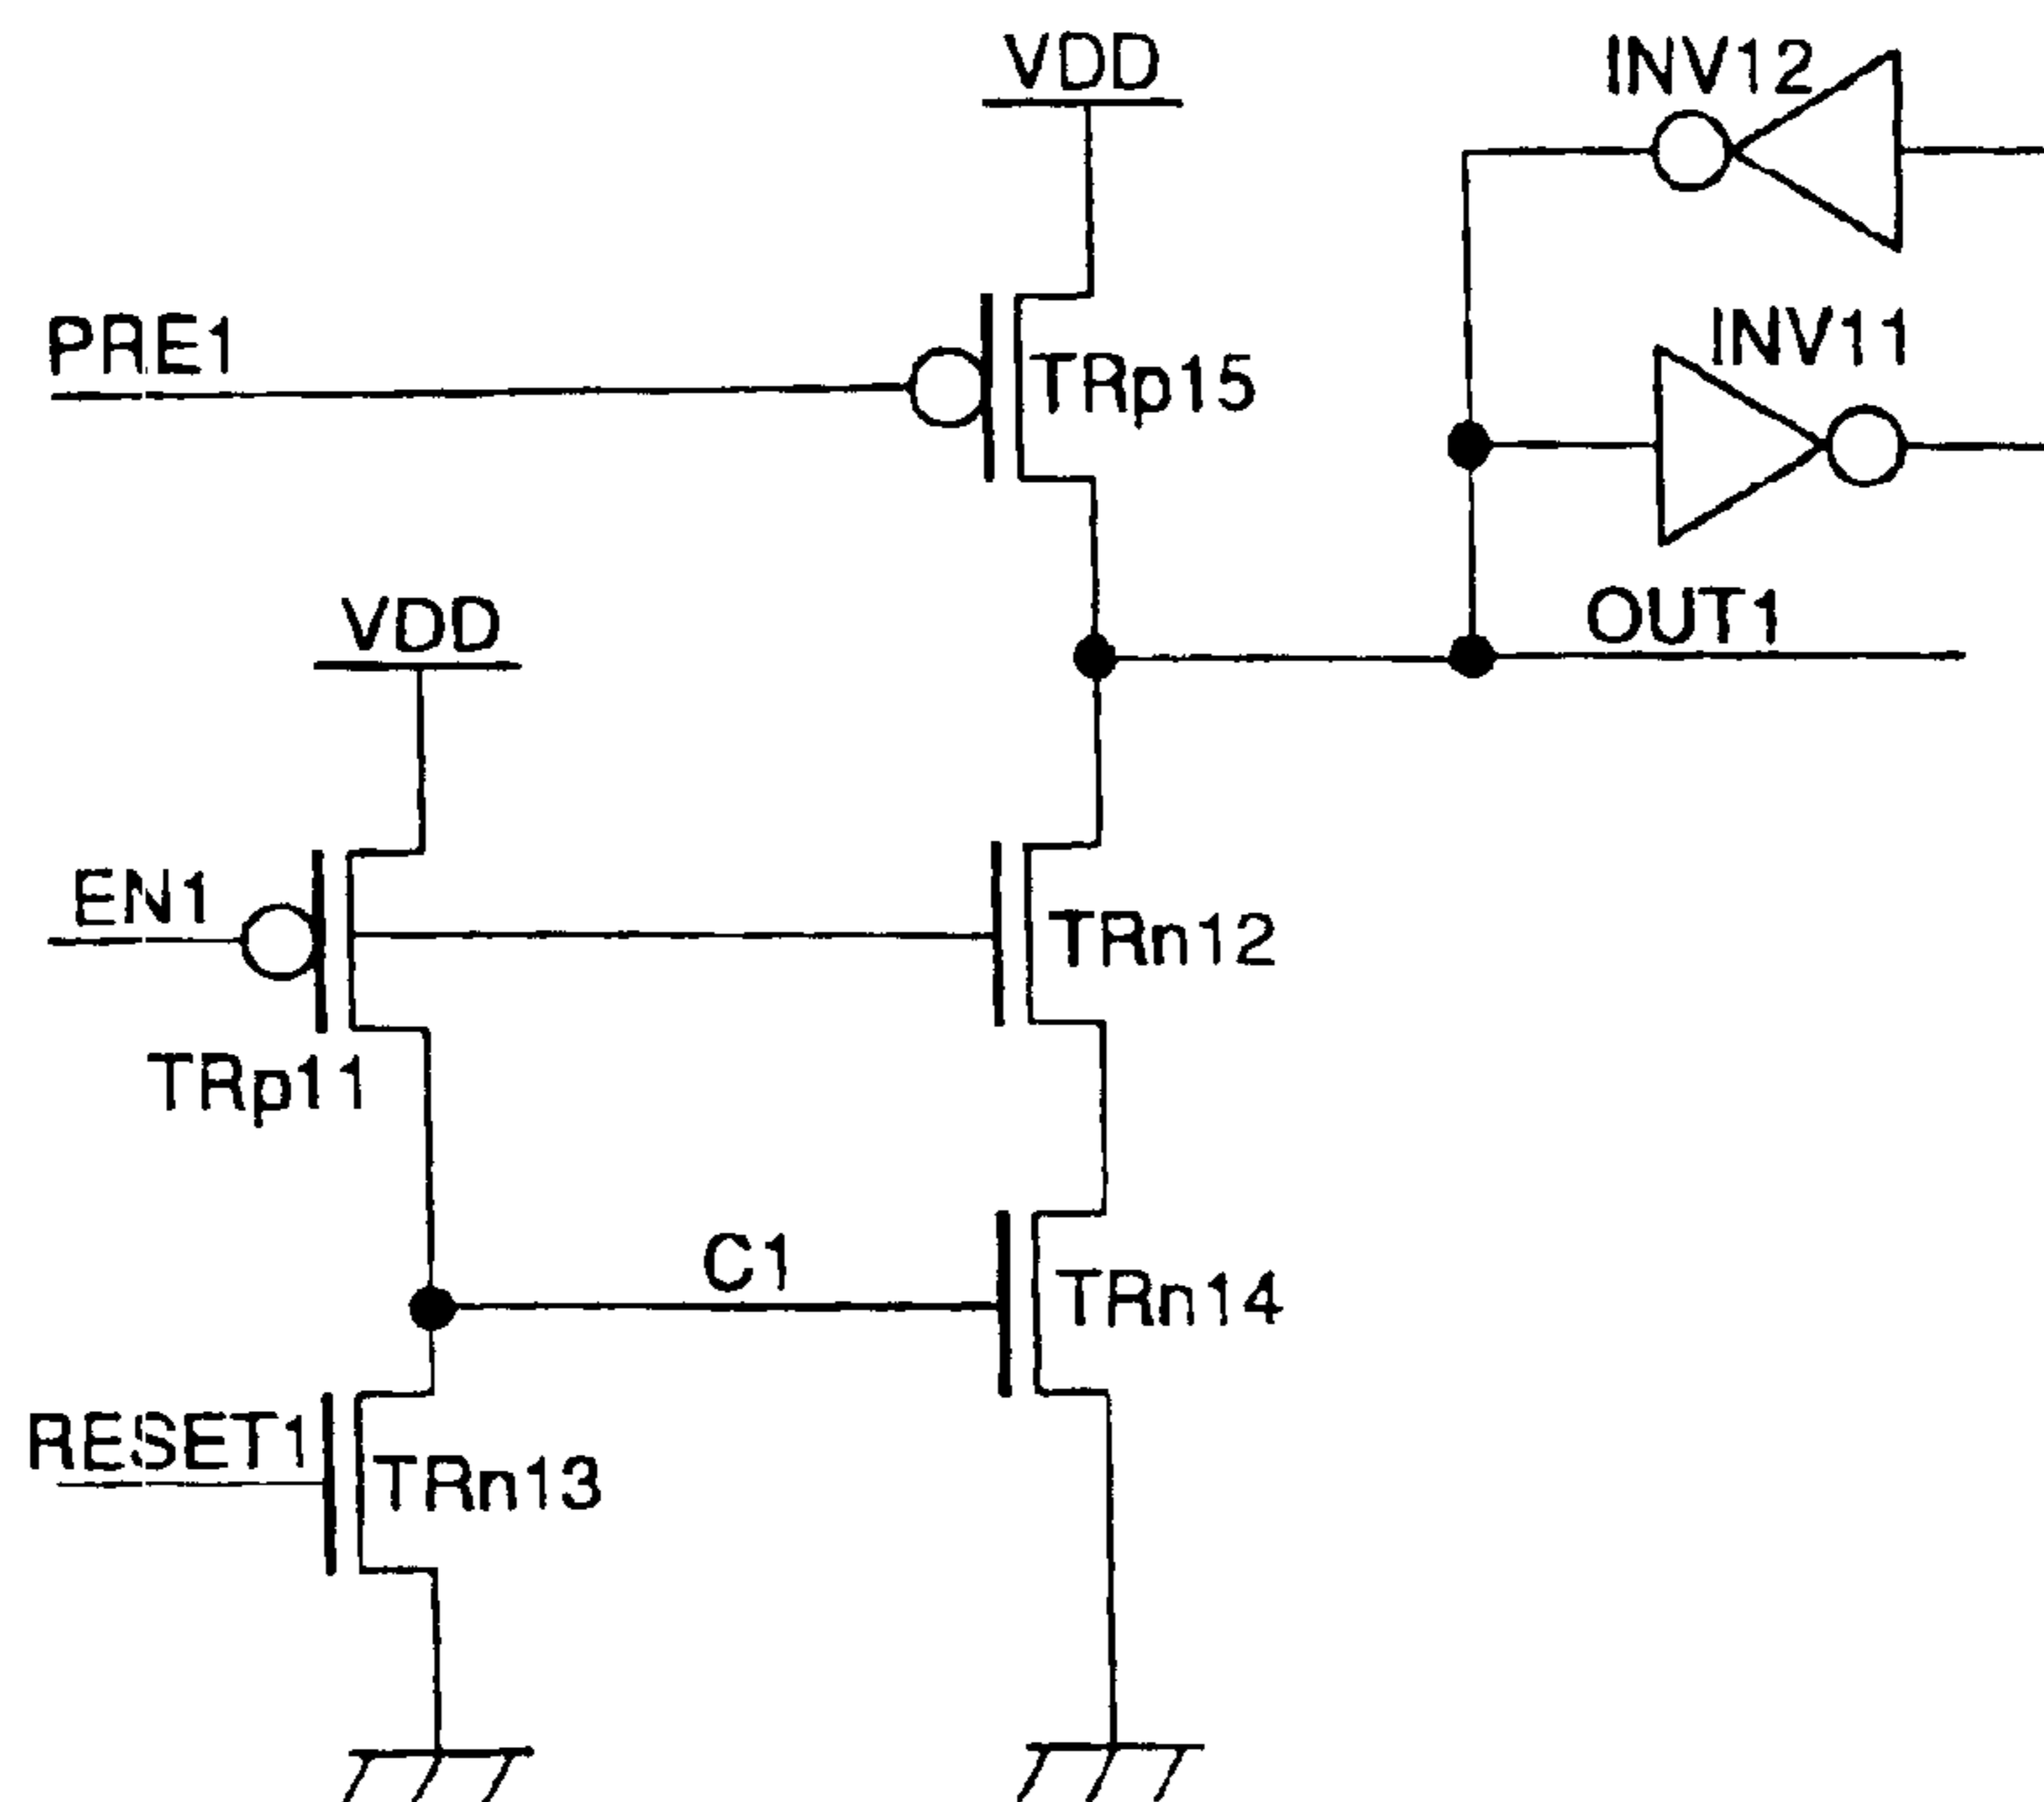 VDD
INV12
PRE1
TRp15
INV11
VDD
OUT1
EN1
TRn12
TRp11
C1
TRn14
RESET1
TRn13